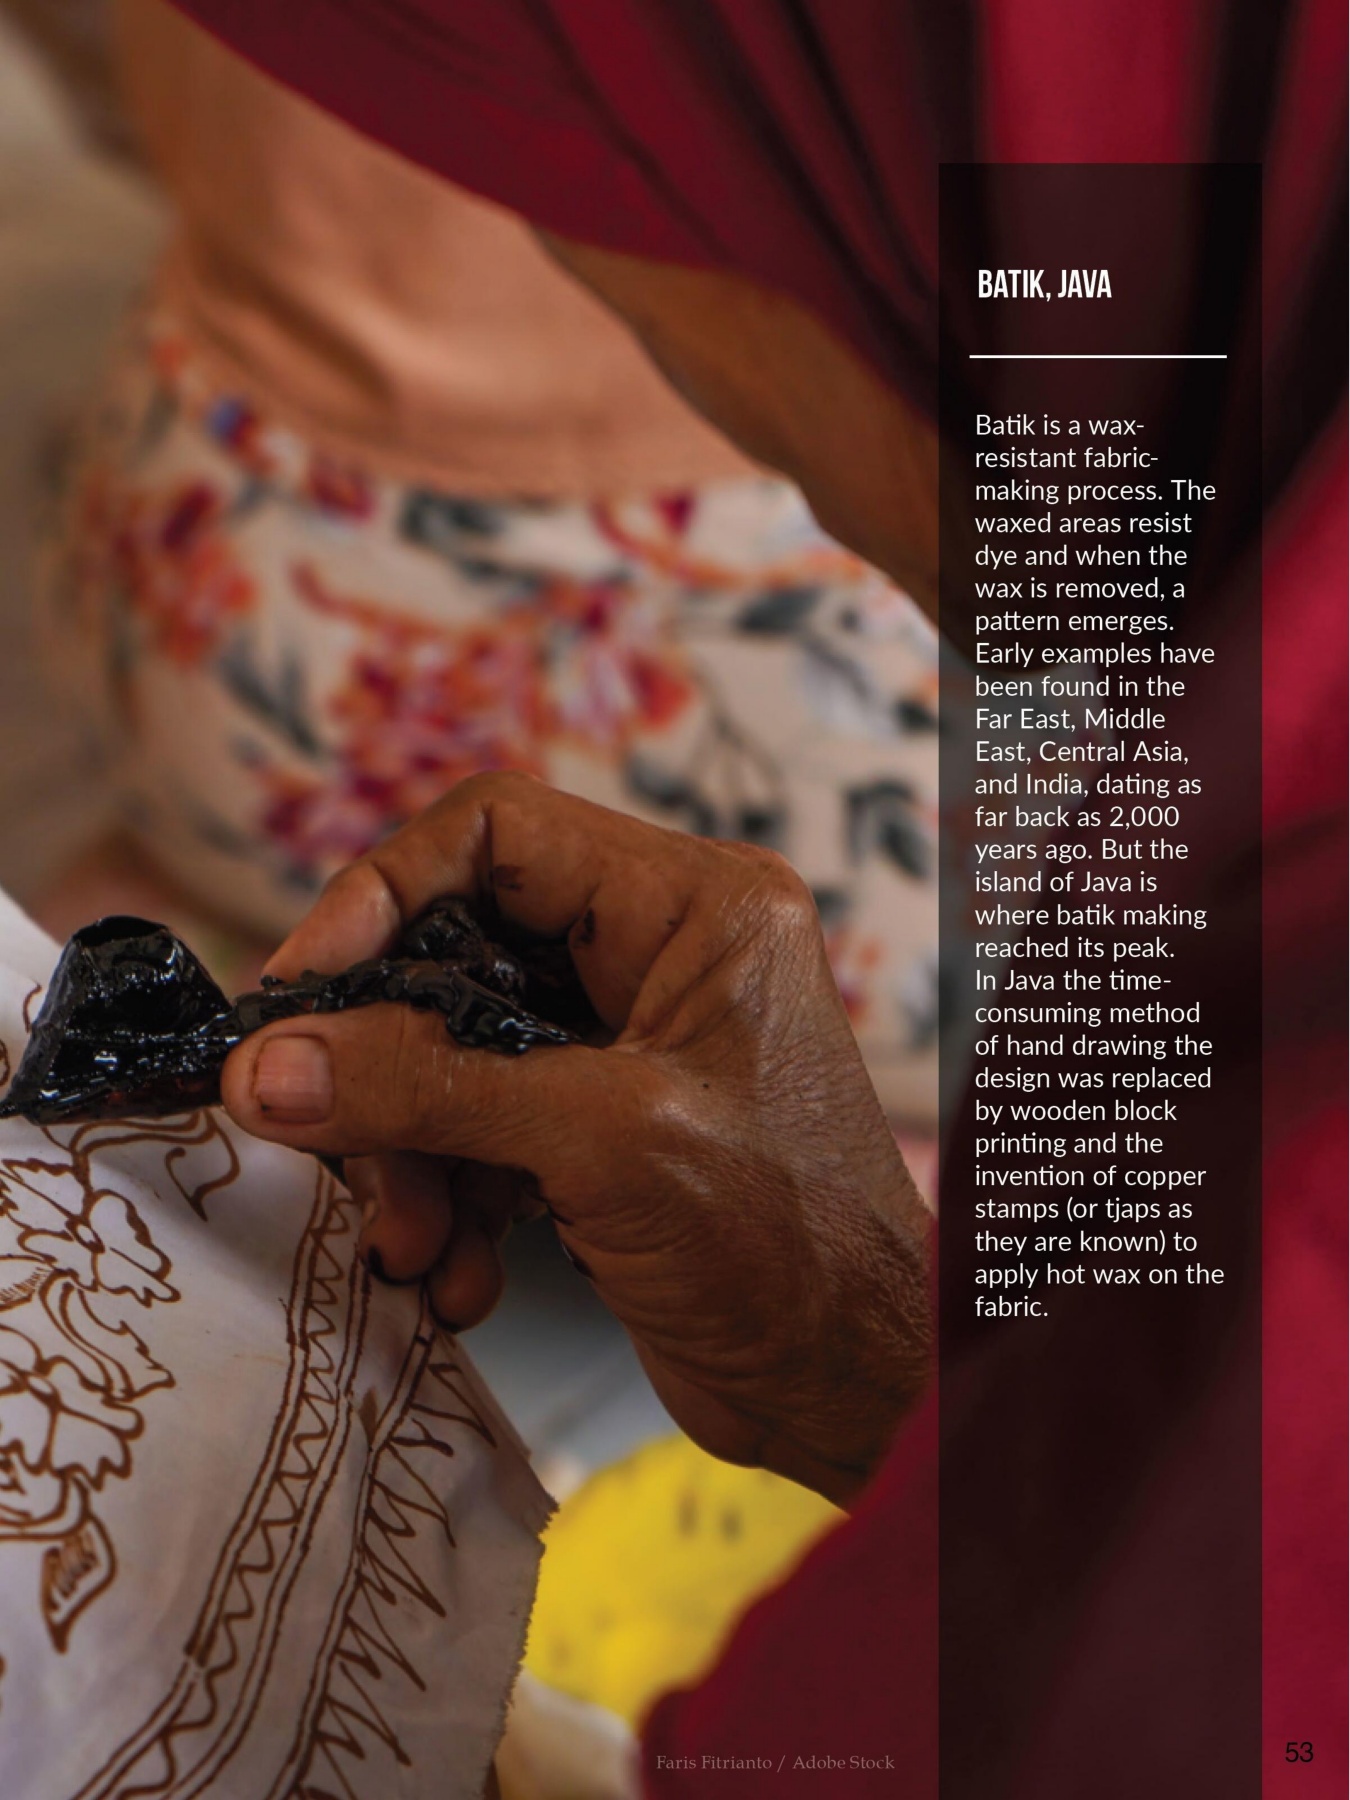 BATIK, JAVA
Batik is a wax-
resistant fabric-
making process. The
waxed areas resist
dye and when the
wax is removed, a
pattern emerges.
Early examples have
been found in the
Far East, Middle
East, Central Asia,
and India, dating as
far back as 2,000
years ago. But the
island of Java is
where batik making
reached its peak.
In Java the time-
consuming method
of hand drawing the
design was replaced
by wooden block
printing and the
invention of copper
stamps (or tjaps as
they are known) to
apply hot wax on the
fabric.
Faris Fitrianto / Adobe Stock
53